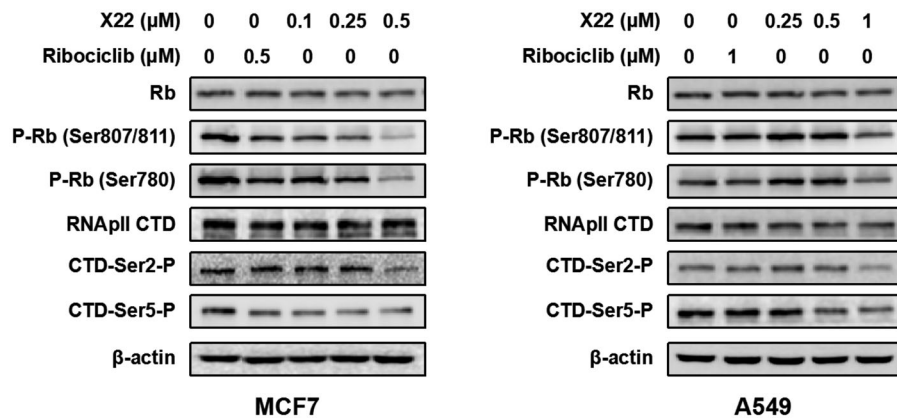 X22 (μM) 0 0 0.1 0.25 0.5
Ribociclib (μM) 0 0.5 0 0 0
Rb
P-Rb (Ser807/811)
P-Rb (Ser780)
RNApII CTD
CTD-Ser2-P
CTD-Ser5-P
β-actin
MCF7
X22 (μM) 0 0 0.25 0.5 1
Ribociclib (μM) 0 1 0 0 0
Rb
P-Rb (Ser807/811)
P-Rb (Ser780)
RNApII CTD
CTD-Ser2-P
CTD-Ser5-P
β-actin
A549